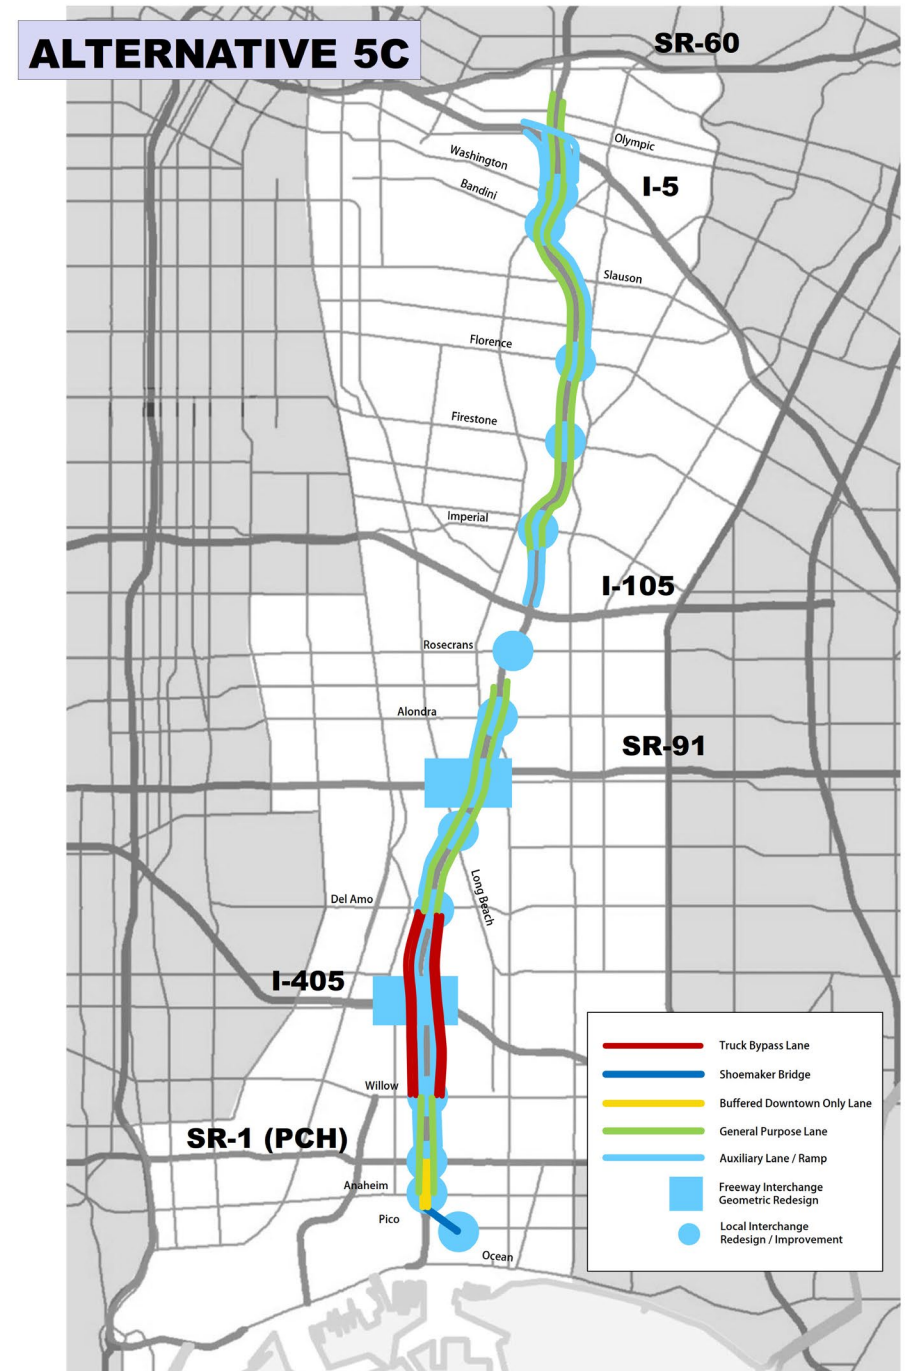 ALTERNATIVE 5C
SR-60
Olympic
Washington
I-5
Bandini
Slauson
Florence
Firestone
Imperial
I-105
Rosecrans
Alondra
SR-91
Long Beach
Del Amo
I-405
Willow
SR-1 (PCH)
Anaheim
Pico
Ocean
Truck Bypass Lane
Shoemaker Bridge
Buffered Downtown Only Lane
General Purpose Lane
Auxiliary Lane / Ramp
Freeway Interchange
Geometric Redesign
Local Interchange
Redesign / Improvement